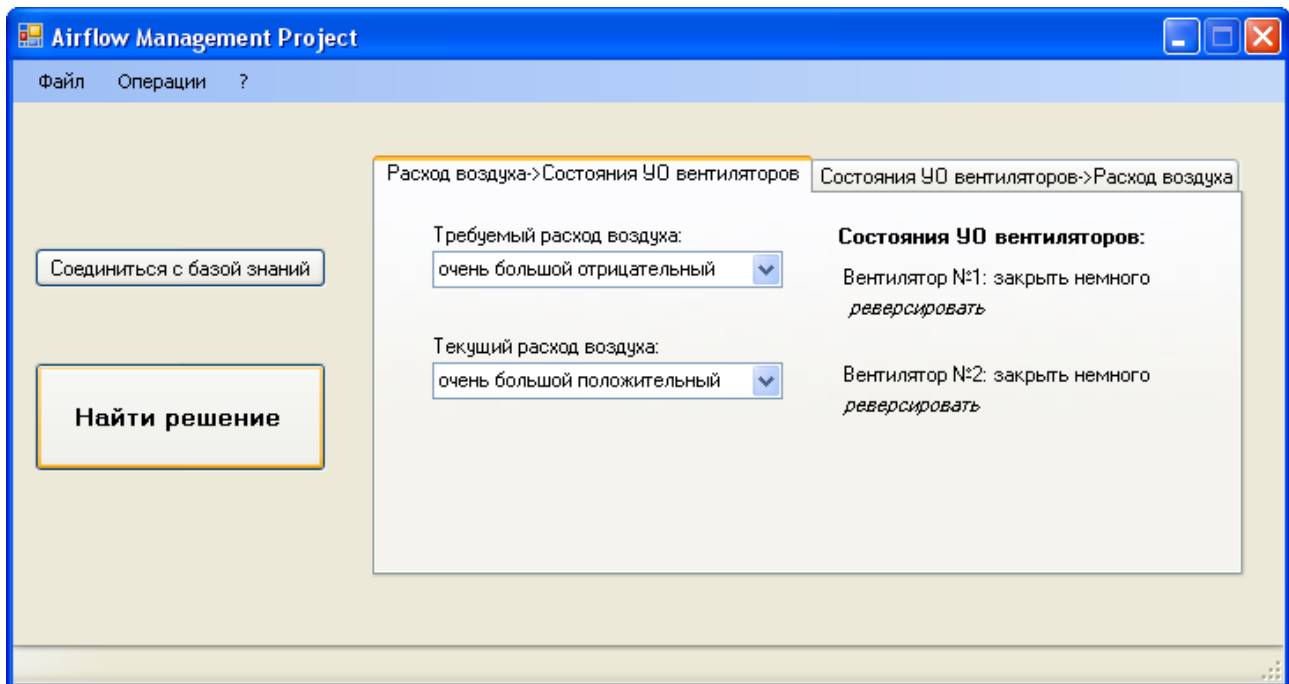 Airflow Management Project
Файл Операции ?
Расход воздуха->Состояния УО вентиляторов
Состояния УО вентиляторов->Расход воздуха
Соединиться с базой знаний
Найти решение
Требуемый расход воздуха:
очень большой отрицательный
Текущий расход воздуха:
очень большой положительный
Состояния УО вентиляторов:
Вентилятор №1: закрыть немного
реверсировать
Вентилятор №2: закрыть немного
реверсировать